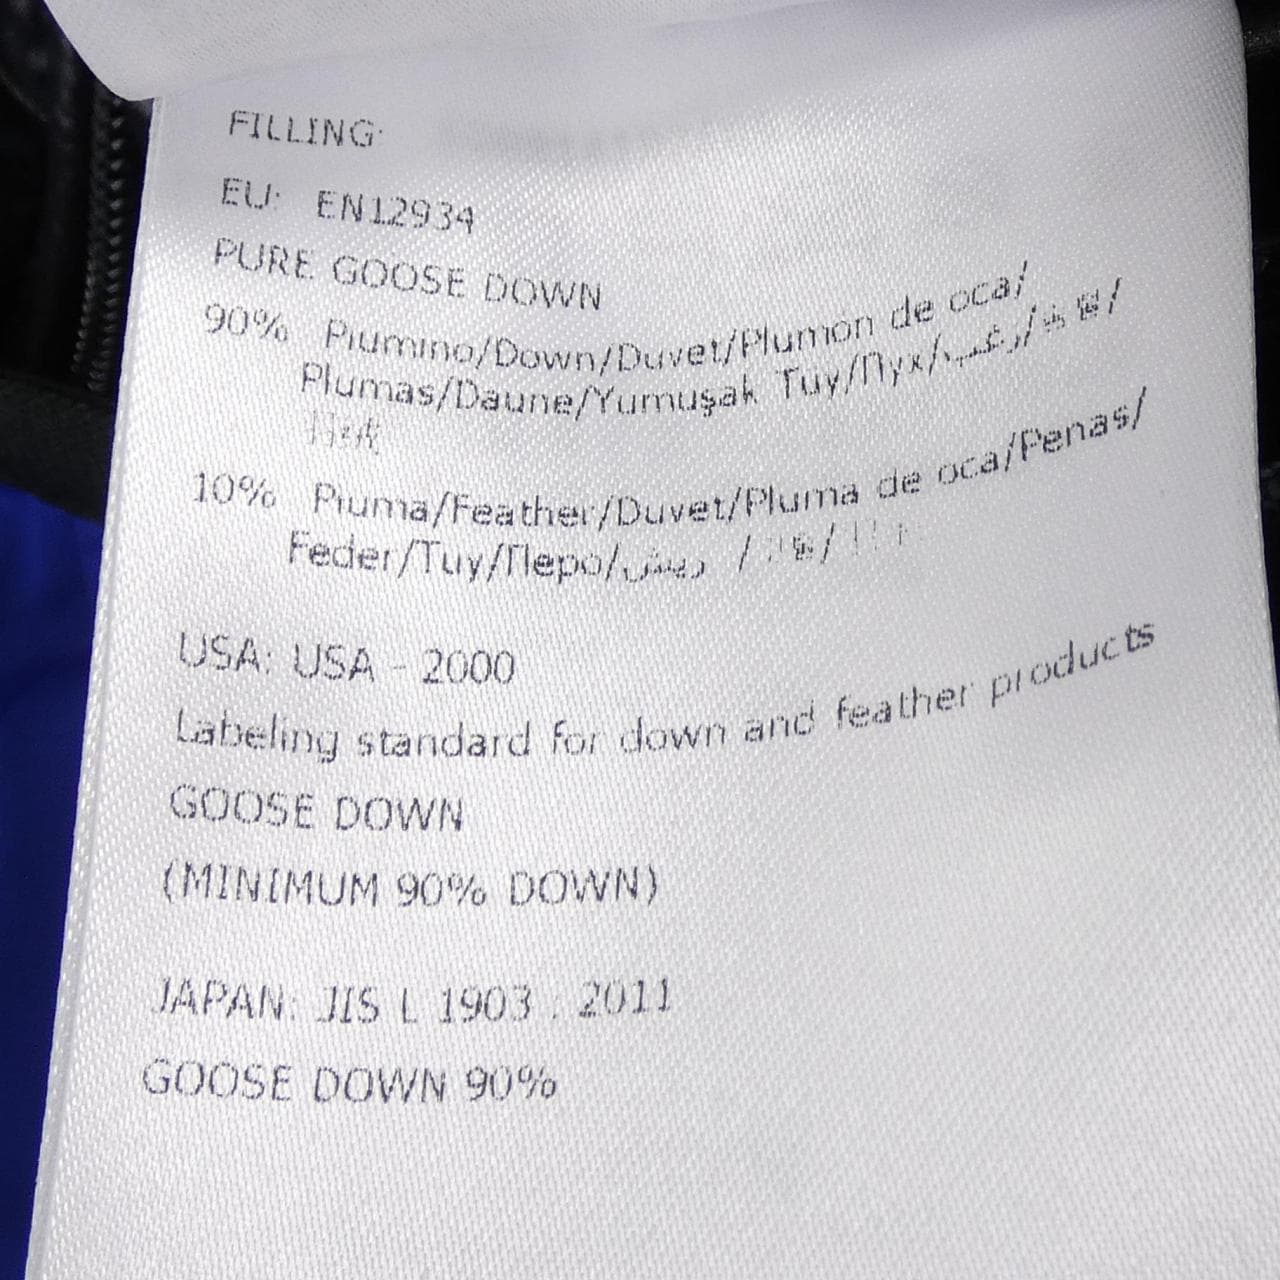 FILLING:
EU: EN12934
PURE GOOSE DOWN
90% Piumino/Down/Duvet/Plumon de oca/
Plumas/Daune/Yumuşak Tuy/Пух/زغب/
10% Piuma/Feather/Duvet/Pluma de oca/Penas/
Feder/Tuy/Перо/ريش /
USA: USA - 2000
Labeling standard for down and feather products
GOOSE DOWN
(MINIMUM 90% DOWN)
JAPAN: JIS L 1903 : 2011
GOOSE DOWN 90%